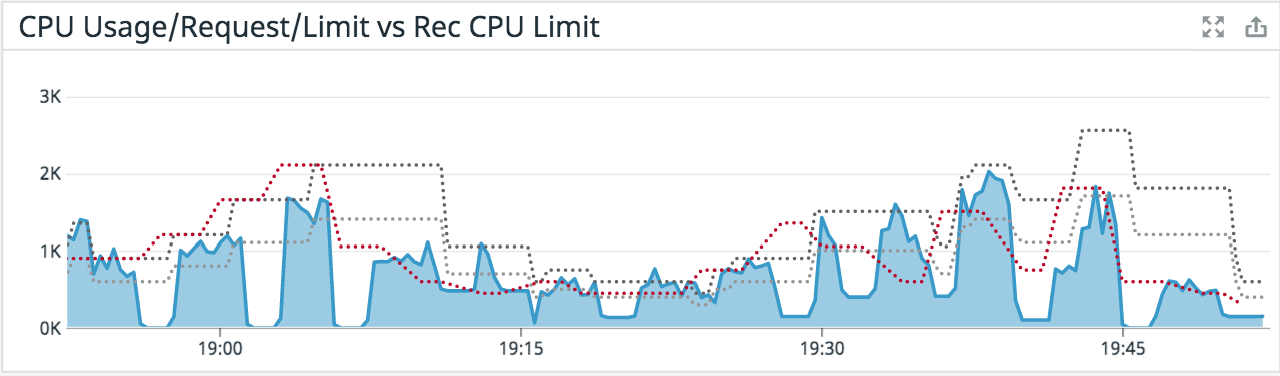 CPU Usage/Request/Limit vs Rec CPU Limit
3K
2K
1K
0K
19:00 19:15 19:30 19:45